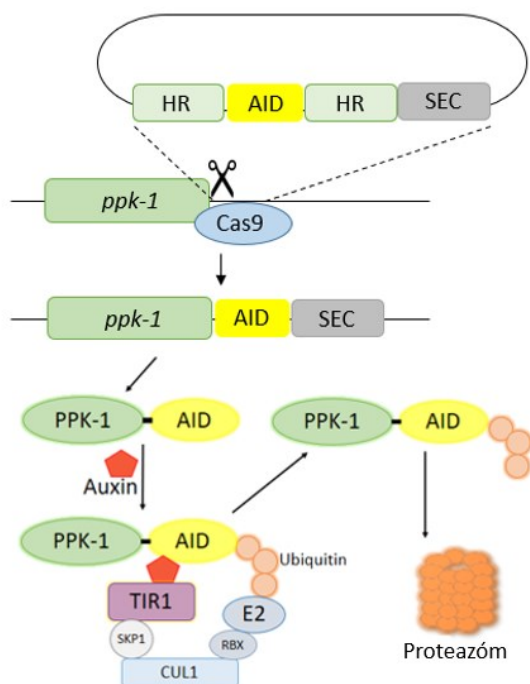 HR AID HR SEC
ppk-1
Cas9
ppk-1 AID SEC
PPK-1 AID
Auxin
PPK-1 AID
PPK-1 AID
Ubiquitin
TIR1
E2
SKP1
RBX
CUL1
Proteazóm